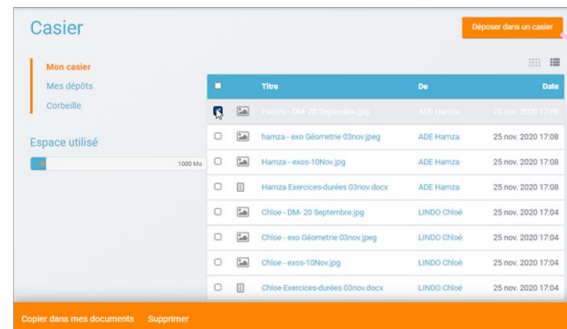 Casier
Déposer dans un casier
Mon casier
Mes dépôts
Corbeille
Espace utilisé
1000 Mo
Titre De Date
Hamza - DM- 20 Septembre.jpg ADE Hamza 25 nov. 2020 17:08
hamza - exo Géometrie 03nov.jpeg ADE Hamza 25 nov. 2020 17:08
Hamza - exos-10Nov.jpg ADE Hamza 25 nov. 2020 17:08
Hamza Exercices-durées 03nov.docx ADE Hamza 25 nov. 2020 17:08
Chloe - DM- 20 Septembre.jpg LINDO Chloé 25 nov. 2020 17:04
Chloe - exo Géometrie 03nov.jpeg LINDO Chloé 25 nov. 2020 17:04
Chloe - exos-10Nov.jpg LINDO Chloé 25 nov. 2020 17:04
Chloe Exercices-durées 03nov.docx LINDO Chloé 25 nov. 2020 17:04
Copier dans mes documents Supprimer